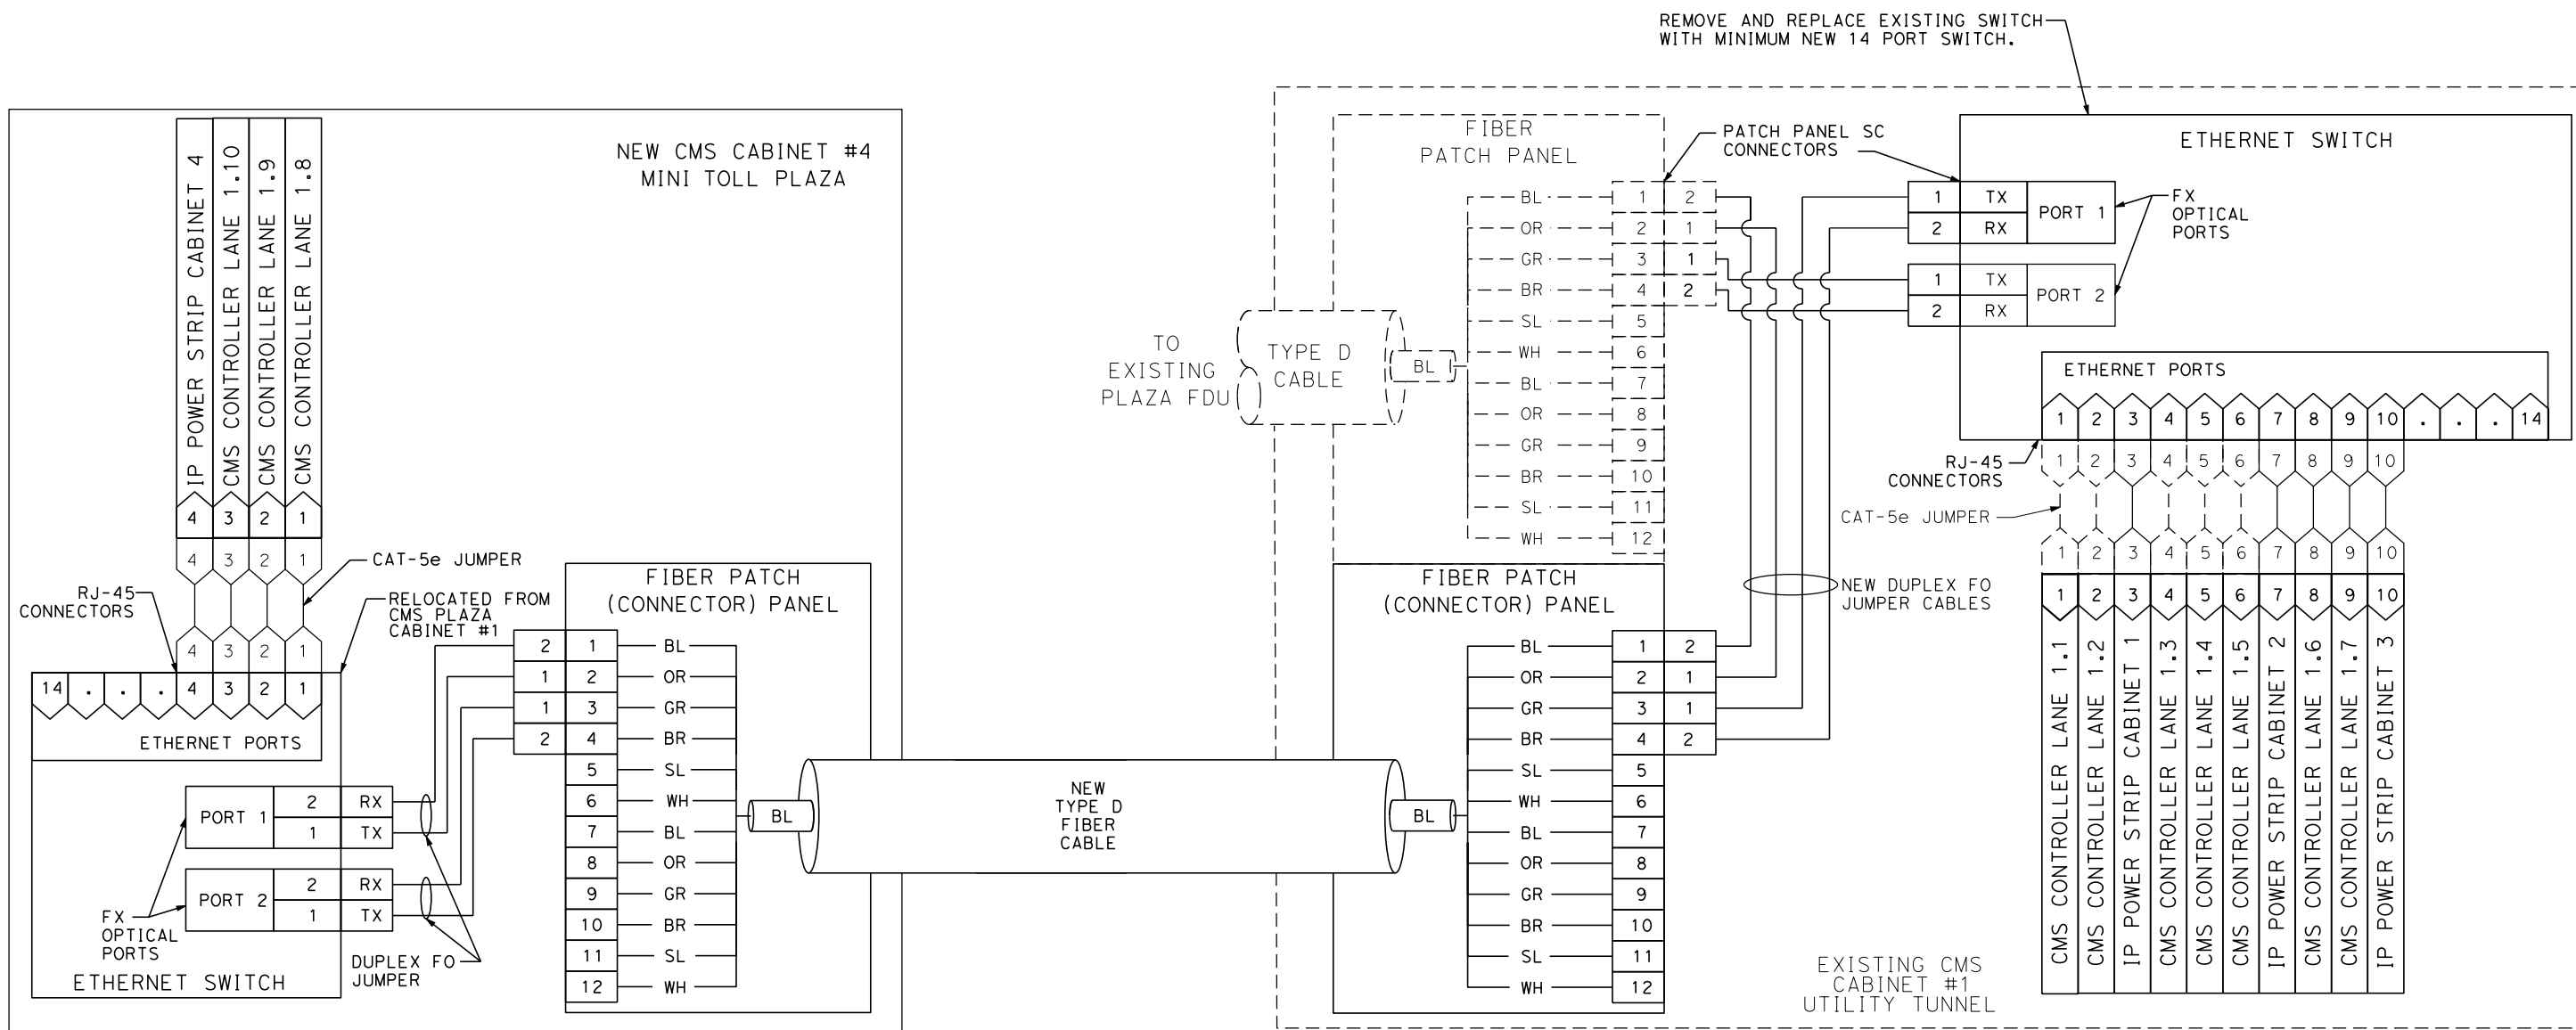 REMOVE AND REPLACE EXISTING SWITCH
WITH MINIMUM NEW 14 PORT SWITCH.
NEW CMS CABINET #4
MINI TOLL PLAZA
IP POWER STRIP CABINET 4
CMS CONTROLLER LANE 1.10
CMS CONTROLLER LANE 1.9
CMS CONTROLLER LANE 1.8
4 3 2 1
4 3 2 1
CAT-5e JUMPER
RJ-45
CONNECTORS
RELOCATED FROM
CMS PLAZA
CABINET #1
4 3 2 1
14 . . . 4 3 2 1
ETHERNET PORTS
PORT 1
2 RX
1 TX
PORT 2
2 RX
1 TX
FX
OPTICAL
PORTS
DUPLEX FO
JUMPER
ETHERNET SWITCH
FIBER PATCH
(CONNECTOR) PANEL
2 1 BL
1 2 OR
1 3 GR
2 4 BR
5 SL
6 WH
7 BL
8 OR
9 GR
10 BR
11 SL
12 WH
BL
NEW
TYPE D
FIBER
CABLE
BL
FIBER PATCH
(CONNECTOR) PANEL
BL 1 2
OR 2 1
GR 3 1
BR 4 2
SL 5
WH 6
BL 7
OR 8
GR 9
BR 10
SL 11
WH 12
TO
EXISTING
PLAZA FDU
TYPE D
CABLE
BL
FIBER
PATCH PANEL
BL 1 2
OR 2 1
GR 3 1
BR 4 2
SL 5
WH 6
BL 7
OR 8
GR 9
BR 10
SL 11
WH 12
PATCH PANEL SC
CONNECTORS
NEW DUPLEX FO
JUMPER CABLES
ETHERNET SWITCH
1 TX
2 RX
PORT 1
1 TX
2 RX
PORT 2
FX
OPTICAL
PORTS
ETHERNET PORTS
1 2 3 4 5 6 7 8 9 10 . . . 14
RJ-45
CONNECTORS
1 2 3 4 5 6 7 8 9 10
CAT-5e JUMPER
1 2 3 4 5 6 7 8 9 10
1 2 3 4 5 6 7 8 9 10
CMS CONTROLLER LANE 1.1
CMS CONTROLLER LANE 1.2
IP POWER STRIP CABINET 1
CMS CONTROLLER LANE 1.3
CMS CONTROLLER LANE 1.4
CMS CONTROLLER LANE 1.5
IP POWER STRIP CABINET 2
CMS CONTROLLER LANE 1.6
CMS CONTROLLER LANE 1.7
IP POWER STRIP CABINET 3
EXISTING CMS
CABINET #1
UTILITY TUNNEL